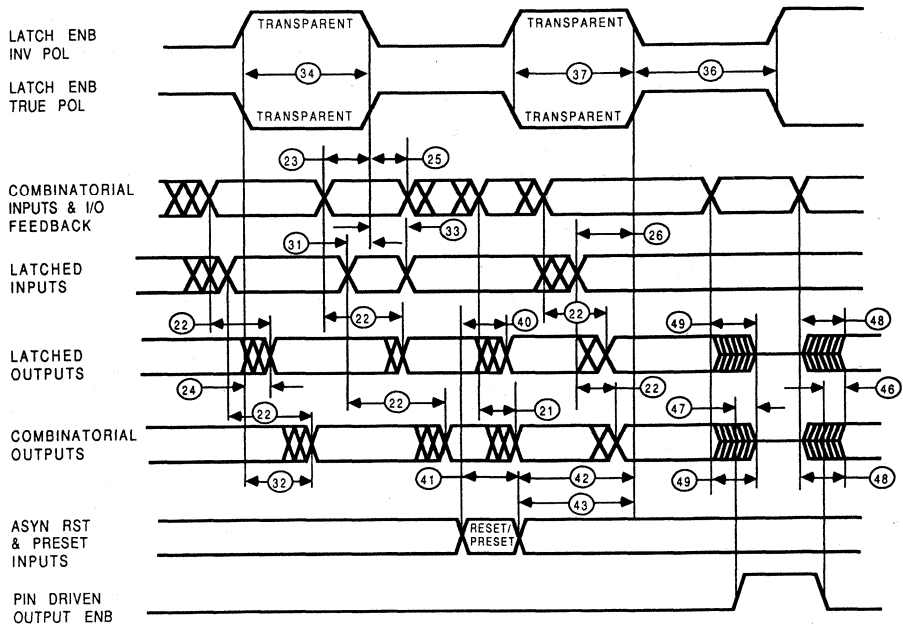 LATCH ENB
INV POL
TRANSPARENT
TRANSPARENT
34
37
36
LATCH ENB
TRUE POL
TRANSPARENT
TRANSPARENT
23
25
COMBINATORIAL
INPUTS & I/O
FEEDBACK
31
33
26
LATCHED
INPUTS
22
22
40
22
49
48
LATCHED
OUTPUTS
24
22
22
21
22
47
46
COMBINATORIAL
OUTPUTS
32
41
42
49
48
43
ASYN RST
& PRESET
INPUTS
RESET/
PRESET
PIN DRIVEN
OUTPUT ENB